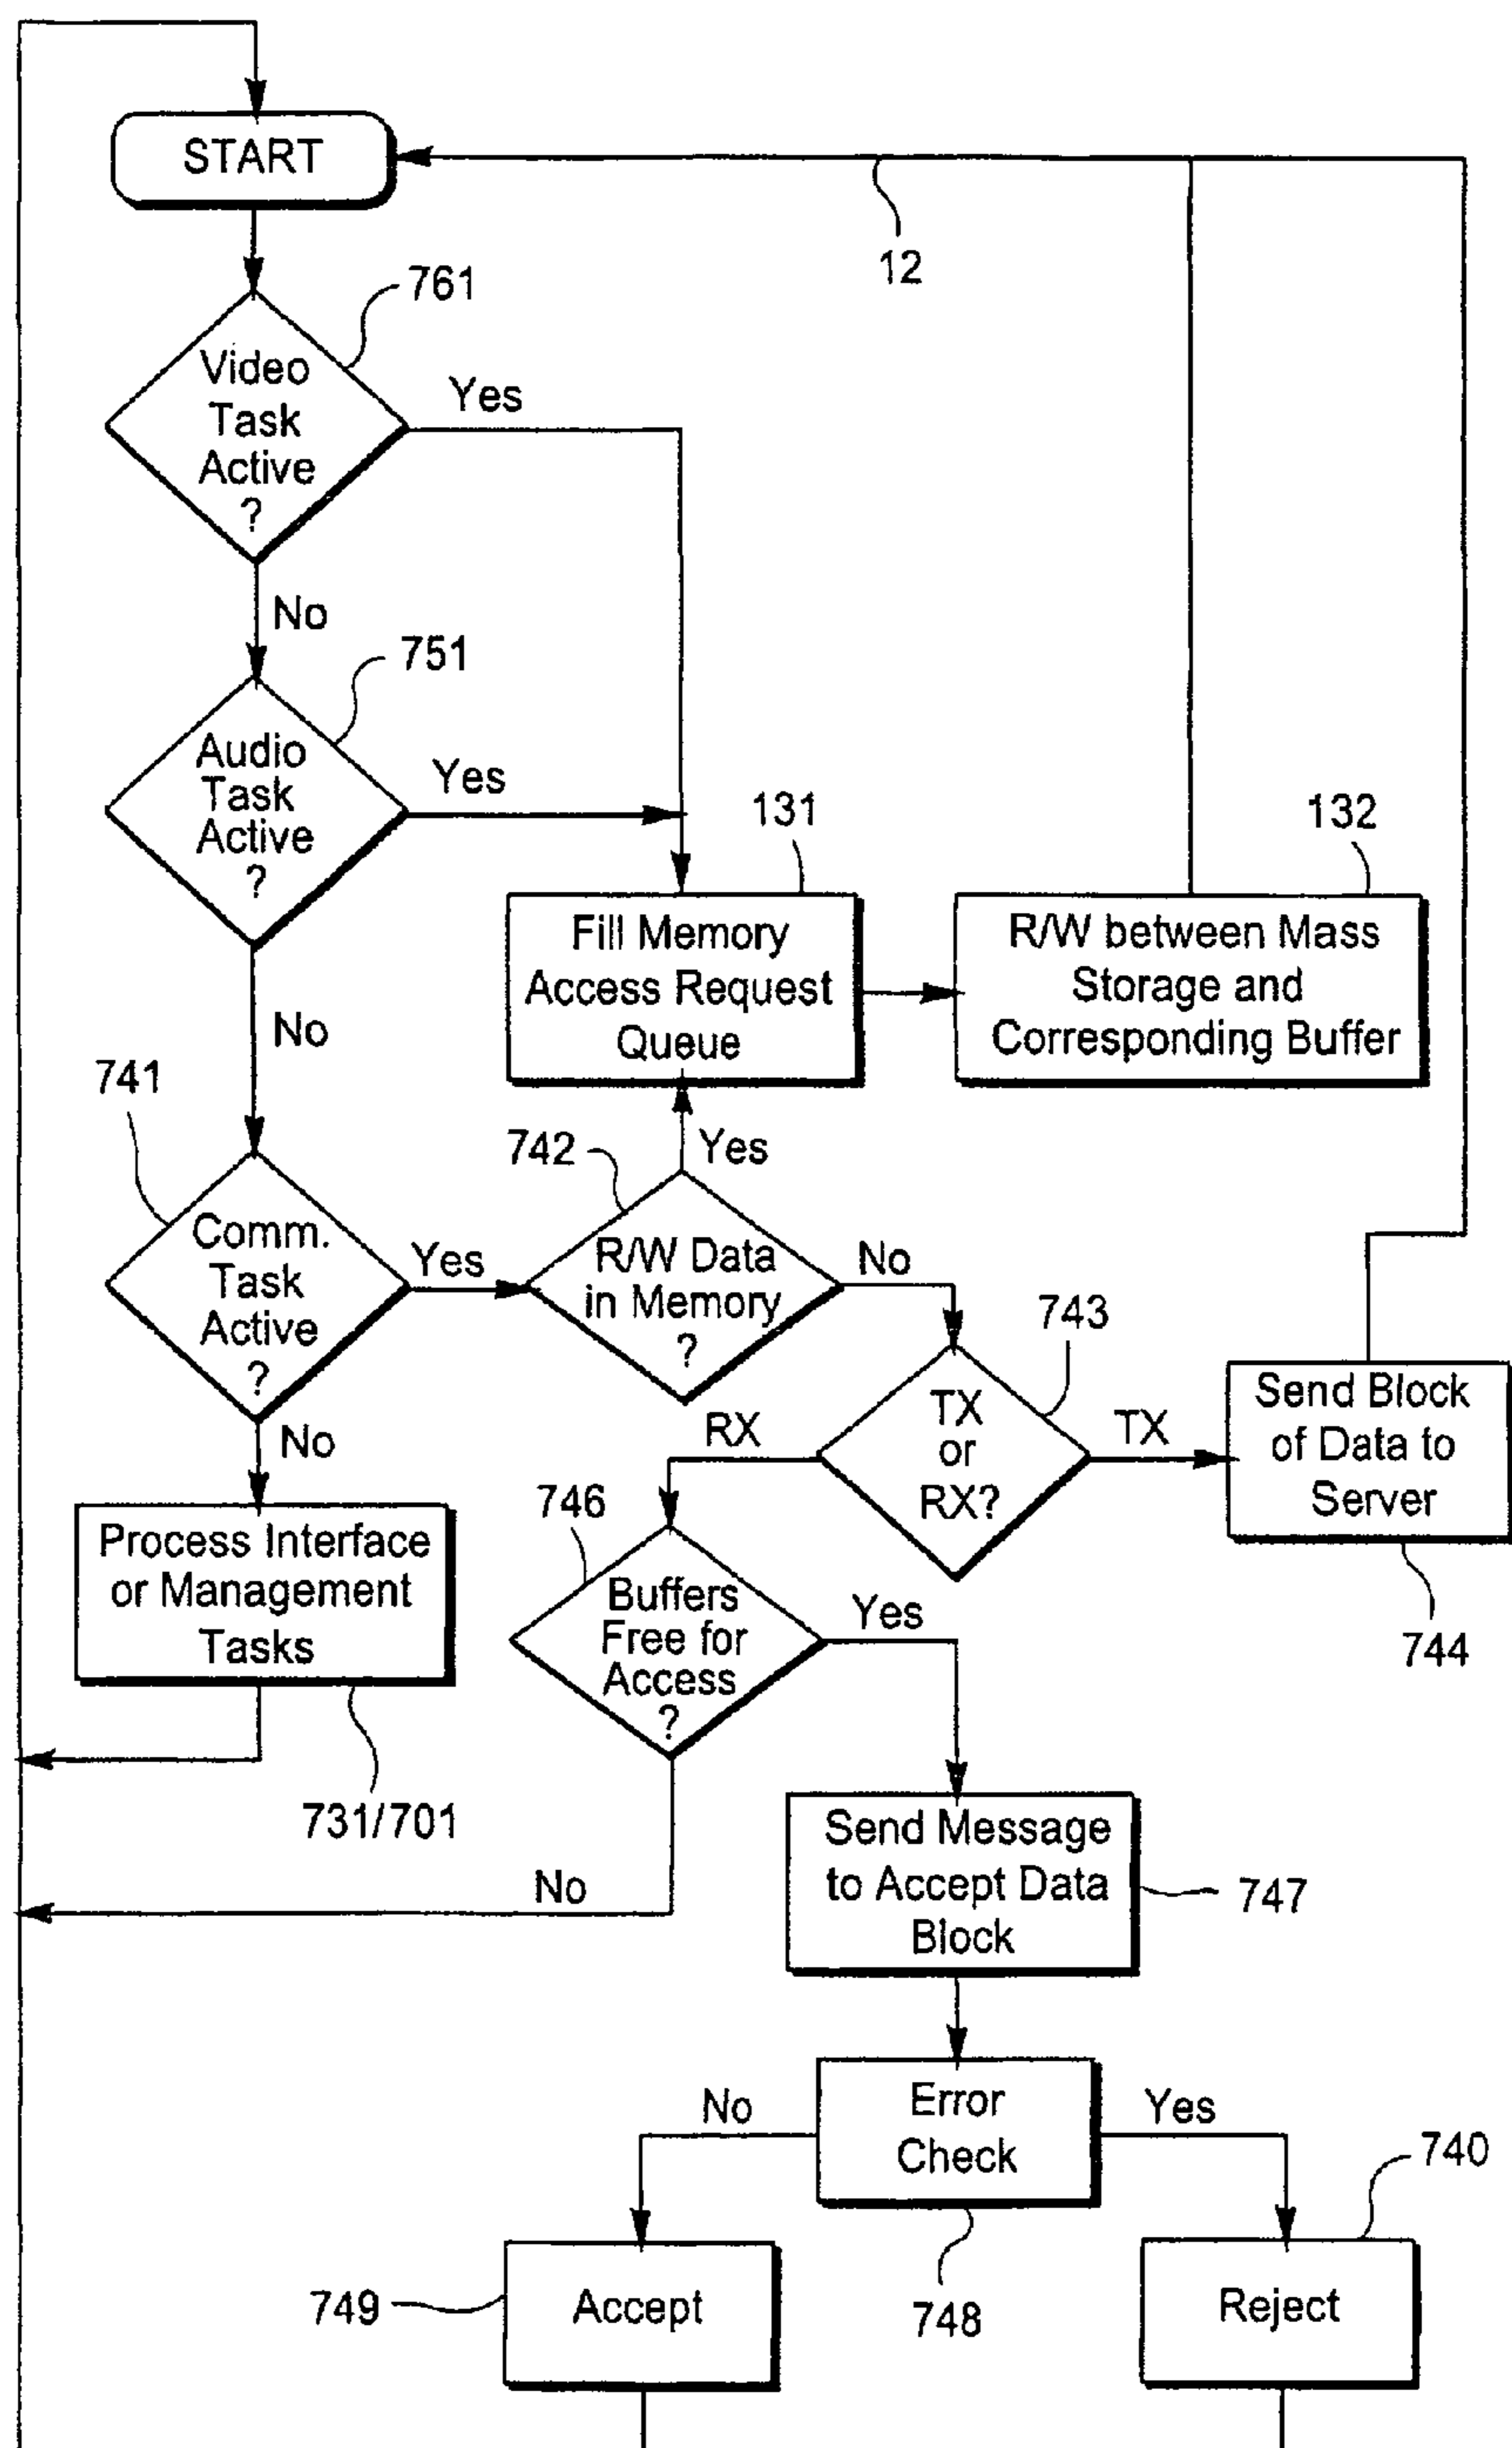 START
12
761
Video
Task
Active
?
Yes
No
751
Audio
Task
Active
?
Yes
No
131
Fill Memory
Access Request
Queue
132
R/W between Mass
Storage and
Corresponding Buffer
741
Comm.
Task
Active
?
Yes
No
742
R/W Data
in Memory
?
Yes
No
743
TX
or
RX?
RX
TX
Send Block
of Data to
Server
744
Process Interface
or Management
Tasks
731/701
746
Buffers
Free for
Access
?
Yes
No
Send Message
to Accept Data
Block
747
Error
Check
748
No
Yes
749
Accept
740
Reject